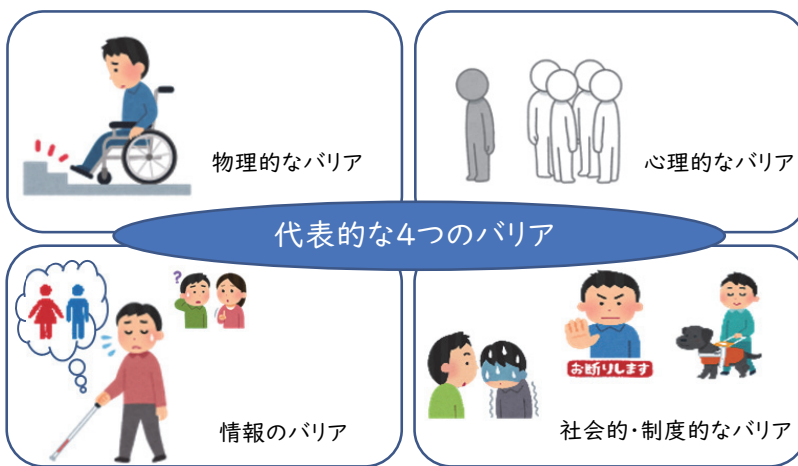 物理的なバリア
心理的なバリア
代表的な4つのバリア
?
お断りします
情報のバリア
社会的・制度的なバリア